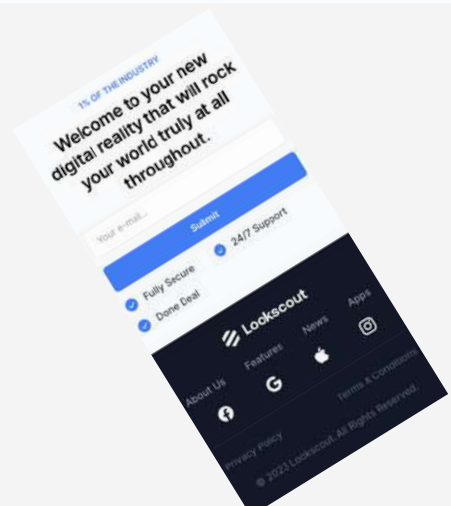 1% OF THE INDUSTRY
Welcome to your new
digital reality that will rock
your world truly at all
throughout.
Your e-mail...
Submit
Fully Secure
24/7 Support
Done Deal
Lockscout
About Us Features News Apps
Privacy Policy Terms & Conditions
© 2023 Lockscout. All Rights Reserved.